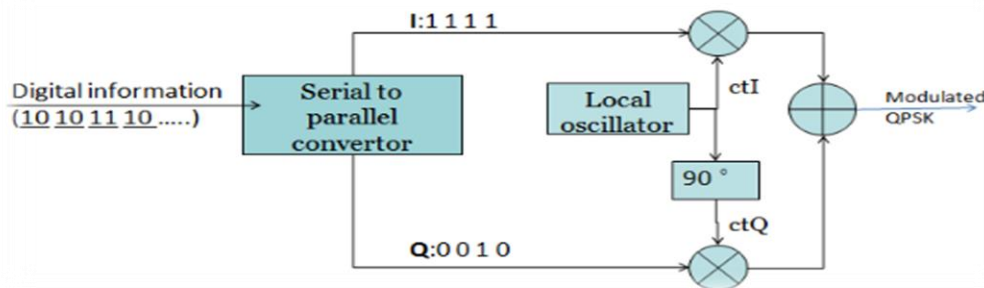 I:1 1 1 1
Digital information
(10 10 11 10 .....)
Serial to
parallel
convertor
Local
oscillator
ctI
Modulated
QPSK
90 °
ctQ
Q:0 0 1 0